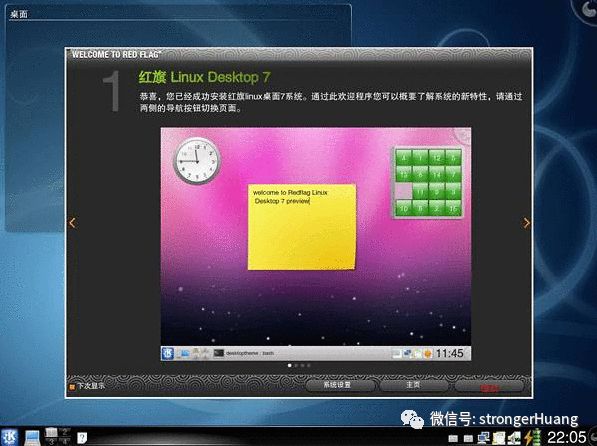 桌面
WELCOME TO RED FLAG™
1
红旗 Linux Desktop 7
恭喜，您已经成功安装红旗linux桌面7系统。通过此欢迎程序您可以概要了解系统的新特性，请通过
两侧的导航按钮切换页面。
welcome to Redflag Linux
Desktop 7 preview
desktoptheme : bash
11:45
下次显示
系统设置
主页
微信号: strongerHuang
22:05